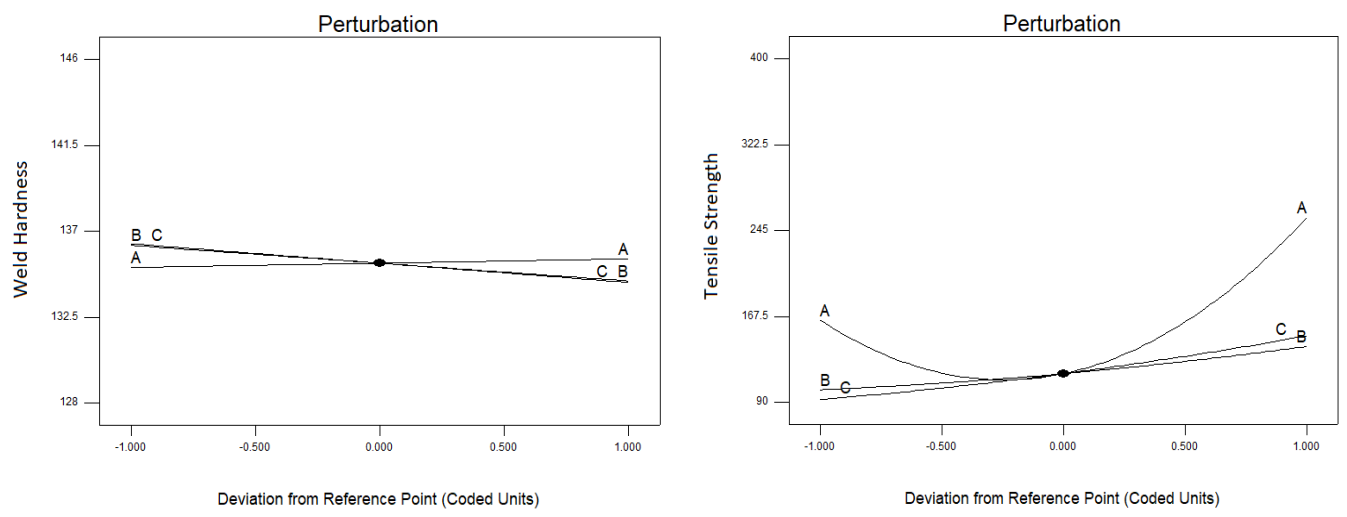 Perturbation
146
141.5
137
132.5
128
Weld Hardness
B C
A
A
C B
-1.000 -0.500 0.000 0.500 1.000
Deviation from Reference Point (Coded Units)
Perturbation
400
322.5
245
167.5
90
Tensile Strength
A
A
B
C
C
B
-1.000 -0.500 0.000 0.500 1.000
Deviation from Reference Point (Coded Units)